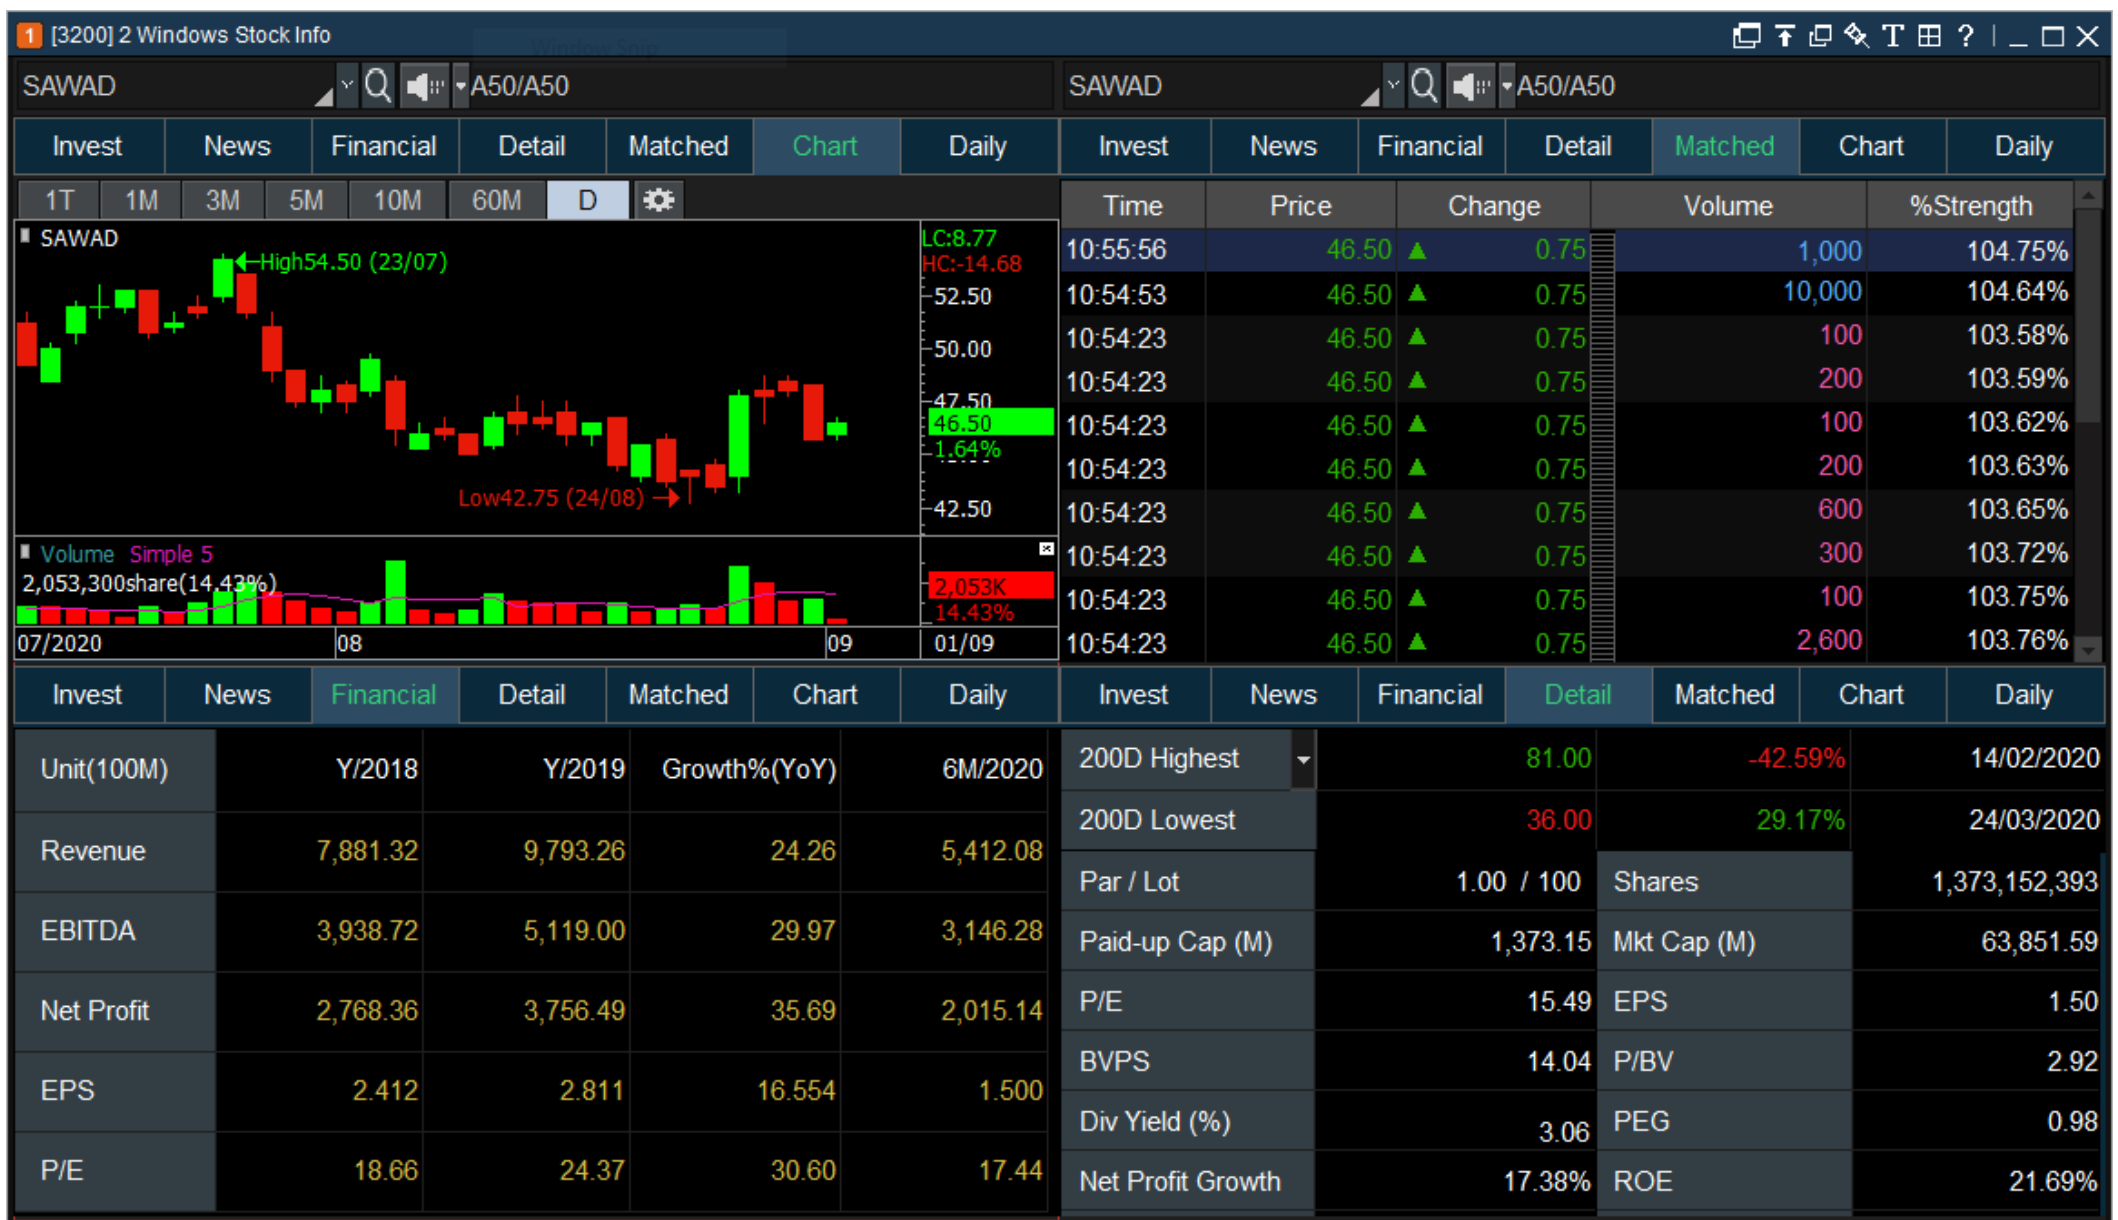 1 [3200] 2 Windows Stock Info
Window Snip
SAWAD A50/A50
Invest News Financial Detail Matched Chart Daily
1T 1M 3M 5M 10M 60M D
SAWAD
High54.50 (23/07)
LC:8.77
HC:-14.68
52.50
50.00
47.50
46.50
1.64%
Low42.75 (24/08)
42.50
Volume Simple 5
2,053,300share(14.43%)
2,053K
14.43%
07/2020 08 09 01/09
SAWAD A50/A50
Invest News Financial Detail Matched Chart Daily
Time Price Change Volume %Strength
10:55:56 46.50 ▲ 0.75 1,000 104.75%
10:54:53 46.50 ▲ 0.75 10,000 104.64%
10:54:23 46.50 ▲ 0.75 100 103.58%
10:54:23 46.50 ▲ 0.75 200 103.59%
10:54:23 46.50 ▲ 0.75 100 103.62%
10:54:23 46.50 ▲ 0.75 200 103.63%
10:54:23 46.50 ▲ 0.75 600 103.65%
10:54:23 46.50 ▲ 0.75 300 103.72%
10:54:23 46.50 ▲ 0.75 100 103.75%
10:54:23 46.50 ▲ 0.75 2,600 103.76%
Invest News Financial Detail Matched Chart Daily
Unit(100M) Y/2018 Y/2019 Growth%(YoY) 6M/2020
Revenue 7,881.32 9,793.26 24.26 5,412.08
EBITDA 3,938.72 5,119.00 29.97 3,146.28
Net Profit 2,768.36 3,756.49 35.69 2,015.14
EPS 2.412 2.811 16.554 1.500
P/E 18.66 24.37 30.60 17.44
Invest News Financial Detail Matched Chart Daily
200D Highest 81.00 -42.59% 14/02/2020
200D Lowest 36.00 29.17% 24/03/2020
Par / Lot 1.00 / 100 Shares 1,373,152,393
Paid-up Cap (M) 1,373.15 Mkt Cap (M) 63,851.59
P/E 15.49 EPS 1.50
BVPS 14.04 P/BV 2.92
Div Yield (%) 3.06 PEG 0.98
Net Profit Growth 17.38% ROE 21.69%